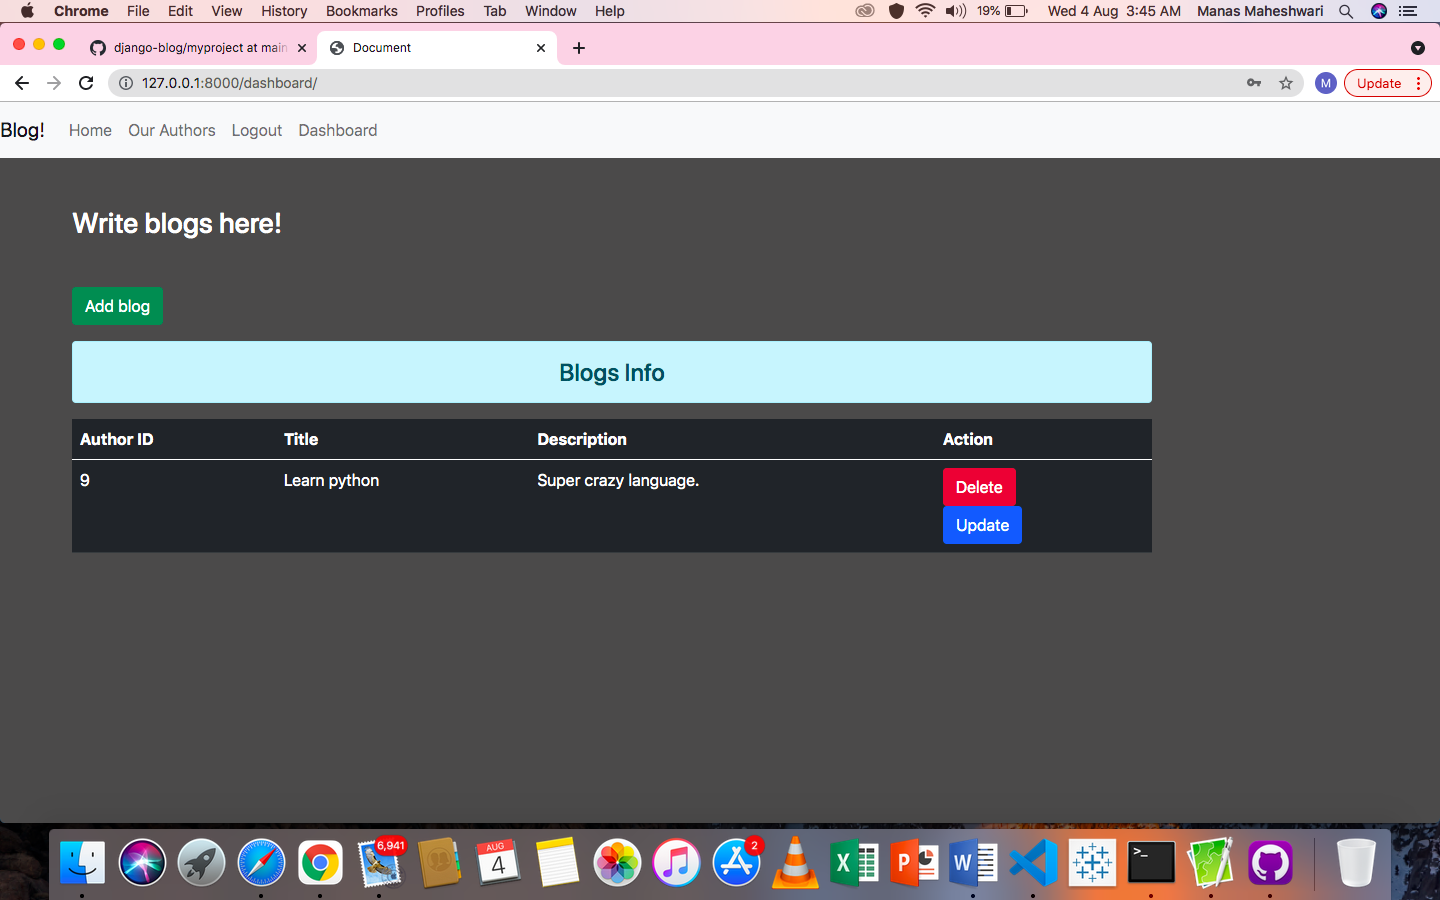 Chrome File Edit View History Bookmarks Profiles Tab Window Help 19% Wed 4 Aug 3:45 AM Manas Maheshwari
django-blog/myproject at main Document
127.0.0.1:8000/dashboard/ M Update
Blog! Home Our Authors Logout Dashboard
Write blogs here!
Add blog
Blogs Info
Author ID Title Description Action
9 Learn python Super crazy language. Delete
Update
6,941 AUG 4 2 X P W >_